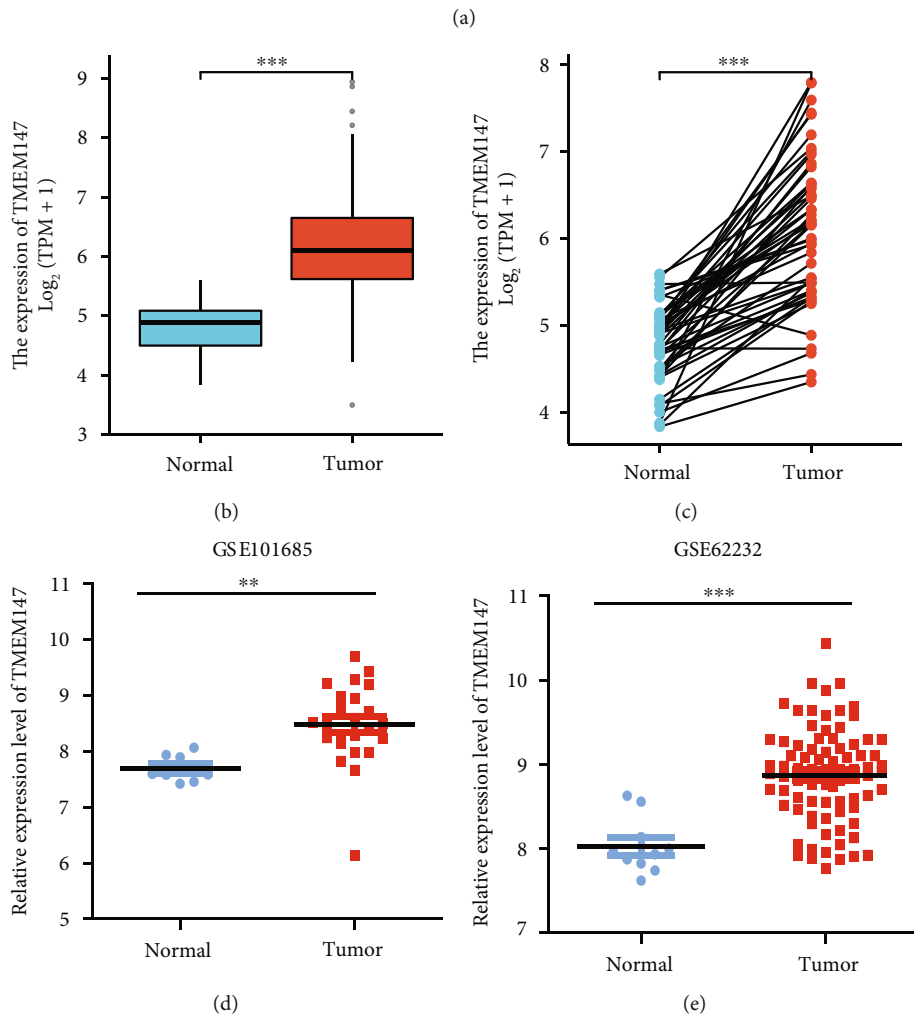 (a)
***
9
8
7
6
5
4
3
The expression of TMEM147
Log₂ (TPM + 1)
Normal
Tumor
(b)
***
8
7
6
5
4
The expression of TMEM147
Log₂ (TPM + 1)
Normal
Tumor
(c)
GSE101685
**
11
10
9
8
7
6
5
Relative expression level of TMEM147
Normal
Tumor
(d)
GSE62232
***
11
10
9
8
7
Relative expression level of TMEM147
Normal
Tumor
(e)